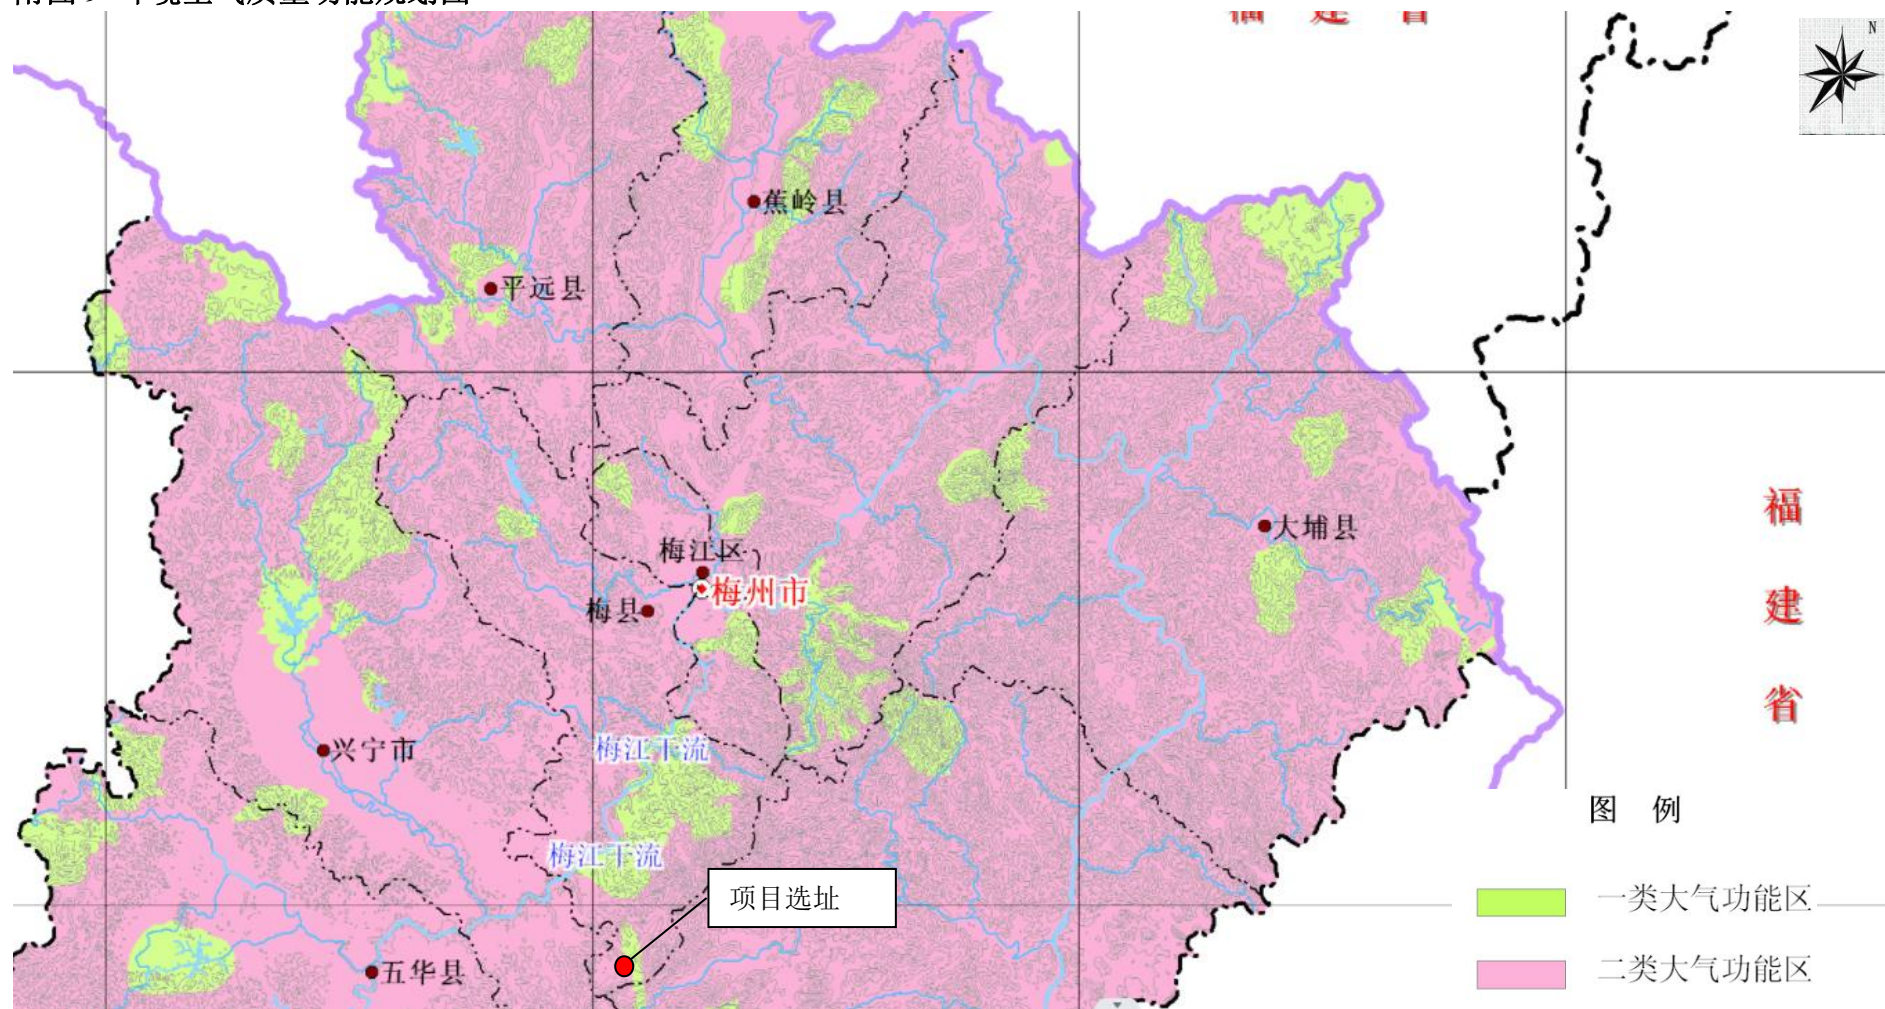 福 建 省
N
蕉岭县
平远县
大埔县
梅江区
梅州市
梅县
福
建
省
兴宁市
梅江干流
梅江干流
图 例
项目选址
一类大气功能区
二类大气功能区
五华县